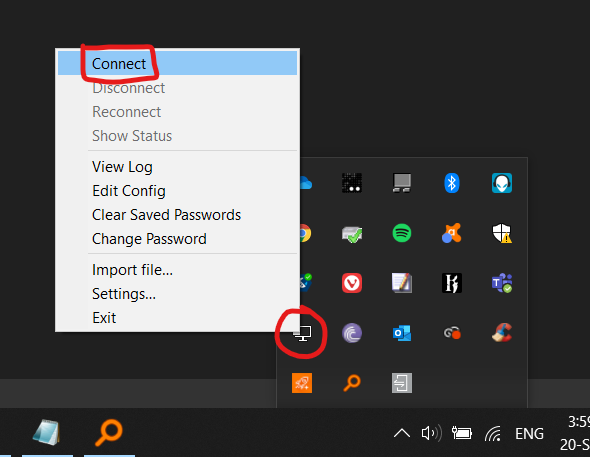 Connect
Disconnect
Reconnect
Show Status
View Log
Edit Config
Clear Saved Passwords
Change Password
Import file...
Settings...
Exit
ENG
3:59
20-S